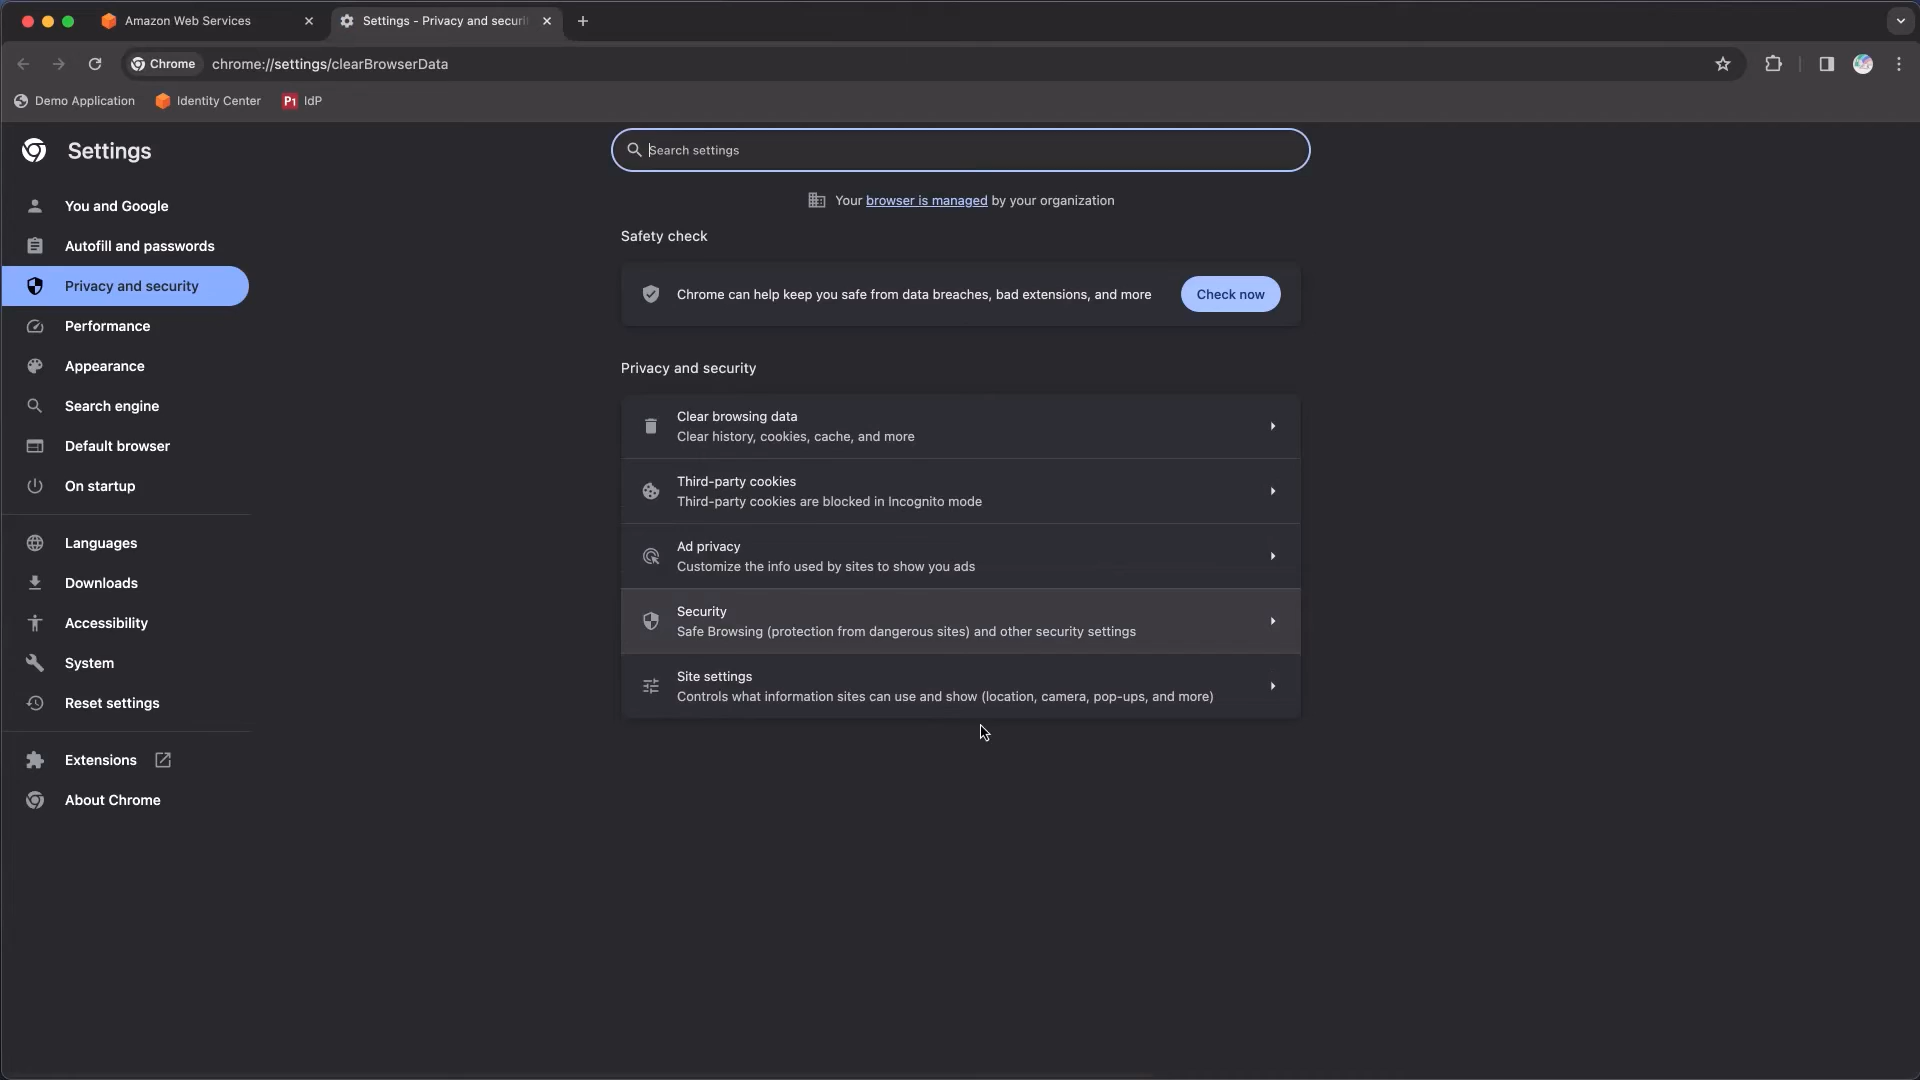 Amazon Web Services
Settings - Privacy and securi
Chrome chrome://settings/clearBrowserData
Demo Application Identity Center P1 IdP
Settings
Search settings
You and Google
Autofill and passwords
Privacy and security
Performance
Appearance
Search engine
Default browser
On startup
Languages
Downloads
Accessibility
System
Reset settings
Extensions
About Chrome
Your browser is managed by your organization
Safety check
Chrome can help keep you safe from data breaches, bad extensions, and more
Check now
Privacy and security
Clear browsing data
Clear history, cookies, cache, and more
Third-party cookies
Third-party cookies are blocked in Incognito mode
Ad privacy
Customize the info used by sites to show you ads
Security
Safe Browsing (protection from dangerous sites) and other security settings
Site settings
Controls what information sites can use and show (location, camera, pop-ups, and more)